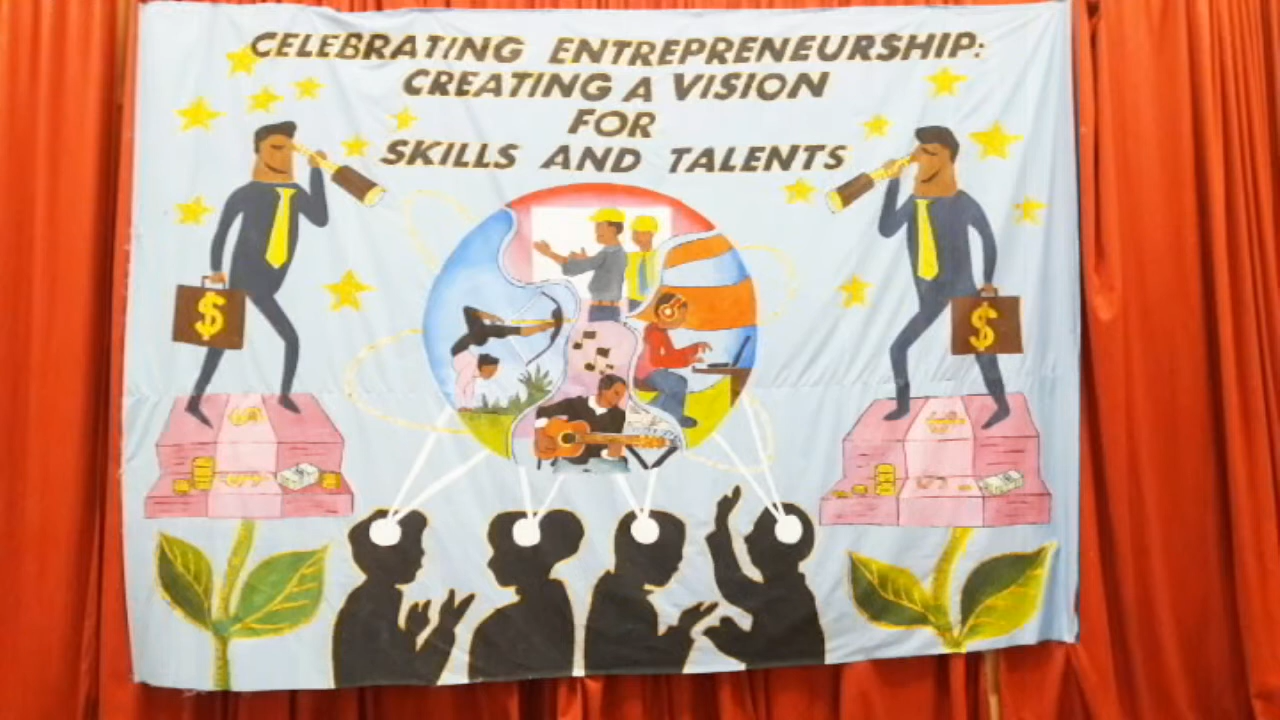 CELEBRATING ENTREPRENEURSHIP:
CREATING A VISION
FOR
SKILLS AND TALENTS
$
$